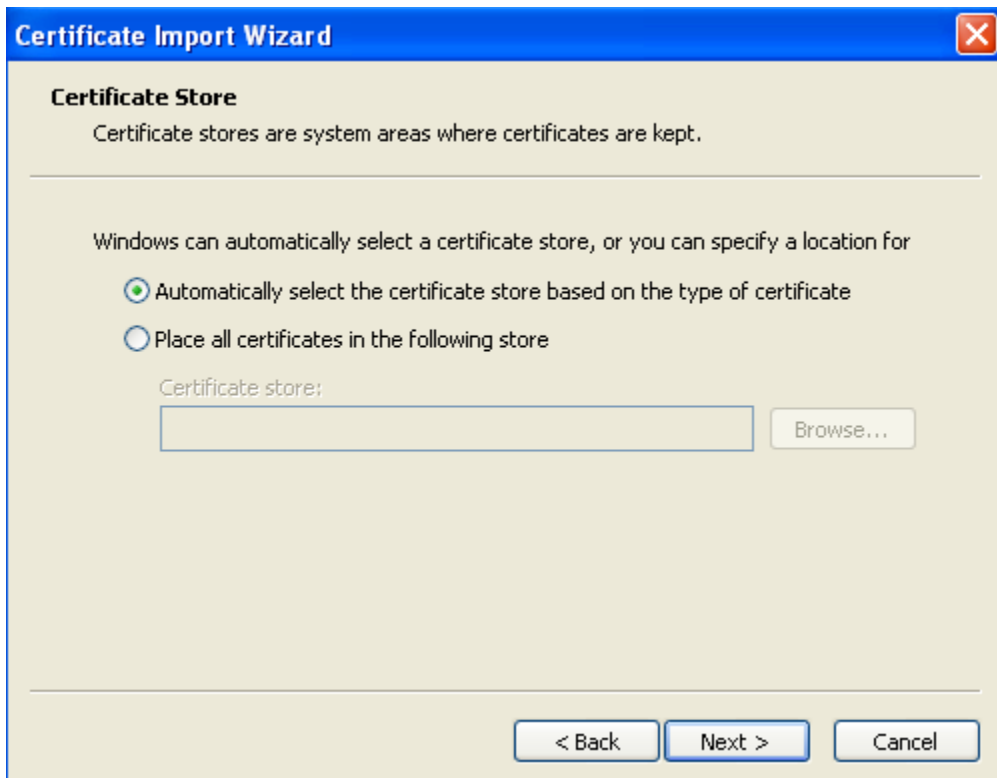 Certificate Import Wizard
Certificate Store
Certificate stores are system areas where certificates are kept.
Windows can automatically select a certificate store, or you can specify a location for
Automatically select the certificate store based on the type of certificate
Place all certificates in the following store
Certificate store:
Browse...
< Back Next > Cancel